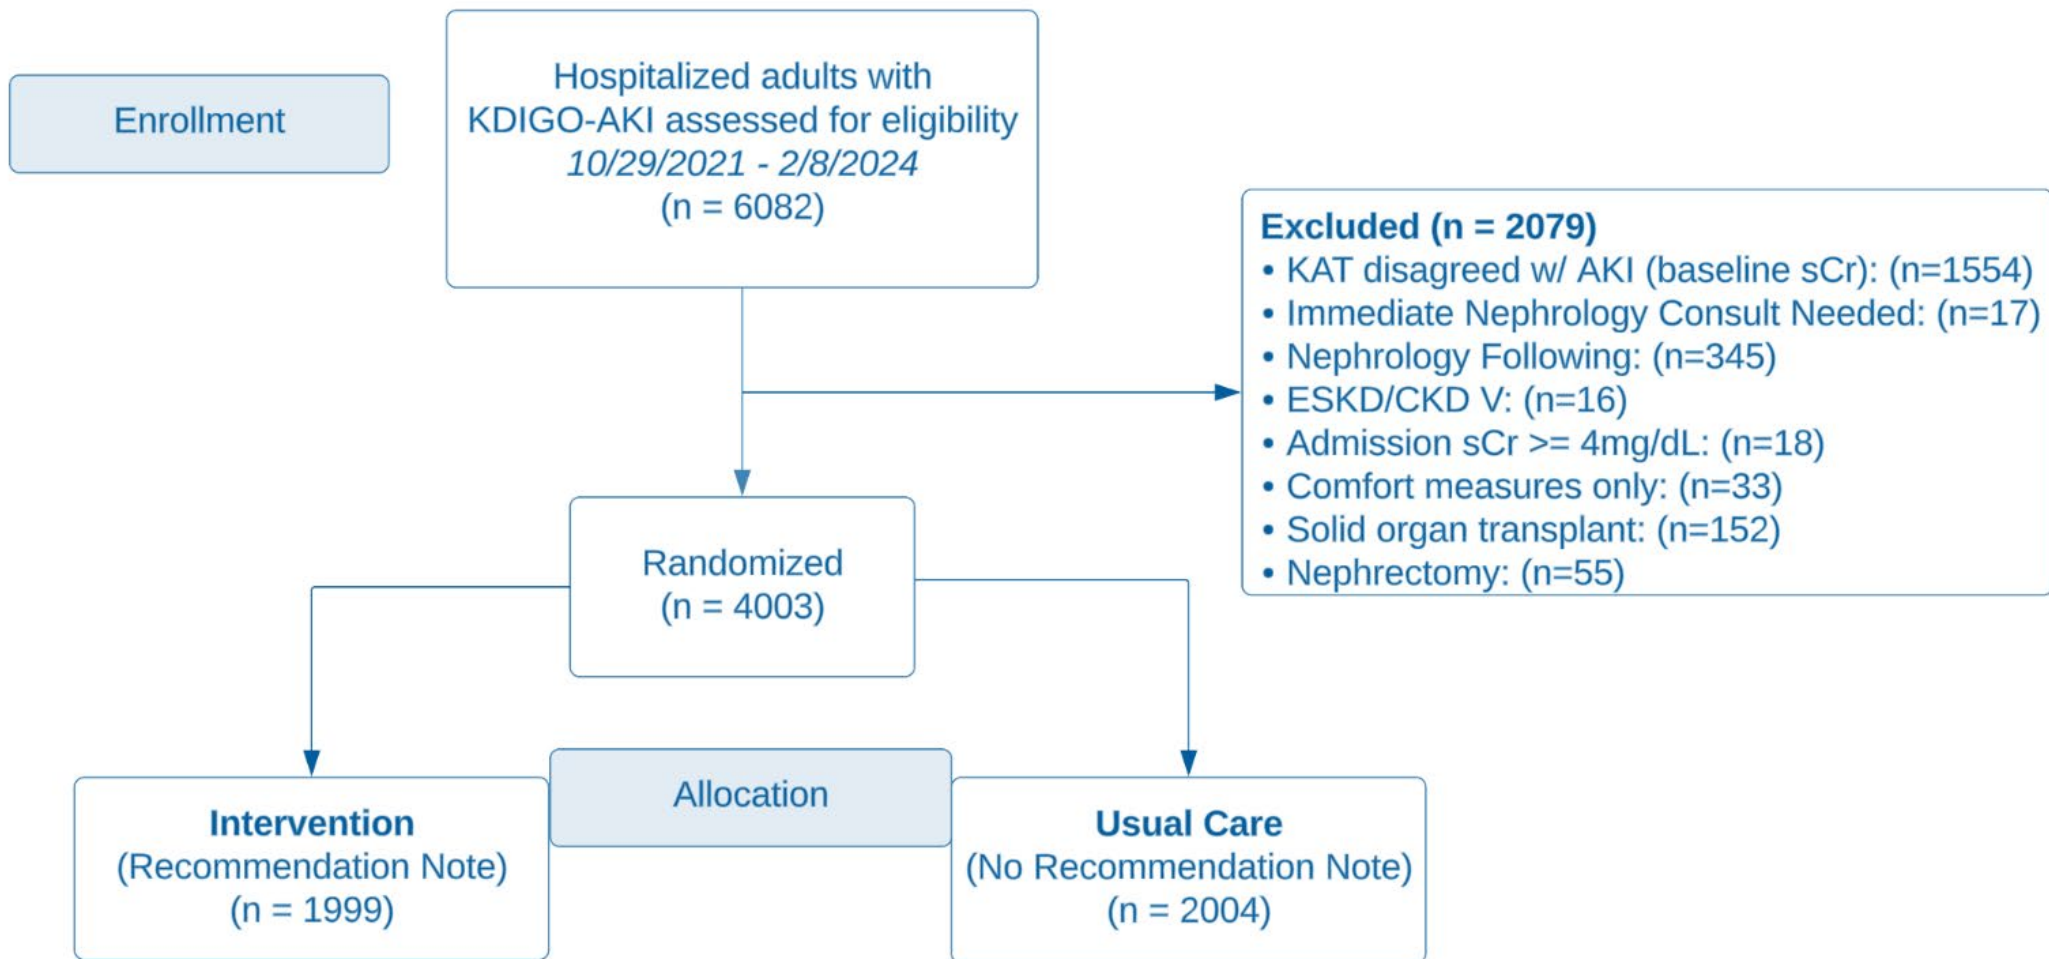 Enrollment
Hospitalized adults with
KDIGO-AKI assessed for eligibility
10/29/2021 - 2/8/2024
(n = 6082)
Excluded (n = 2079)
• KAT disagreed w/ AKI (baseline sCr): (n=1554)
• Immediate Nephrology Consult Needed: (n=17)
• Nephrology Following: (n=345)
• ESKD/CKD V: (n=16)
• Admission sCr >= 4mg/dL: (n=18)
• Comfort measures only: (n=33)
• Solid organ transplant: (n=152)
• Nephrectomy: (n=55)
Randomized
(n = 4003)
Allocation
Intervention
(Recommendation Note)
(n = 1999)
Usual Care
(No Recommendation Note)
(n = 2004)